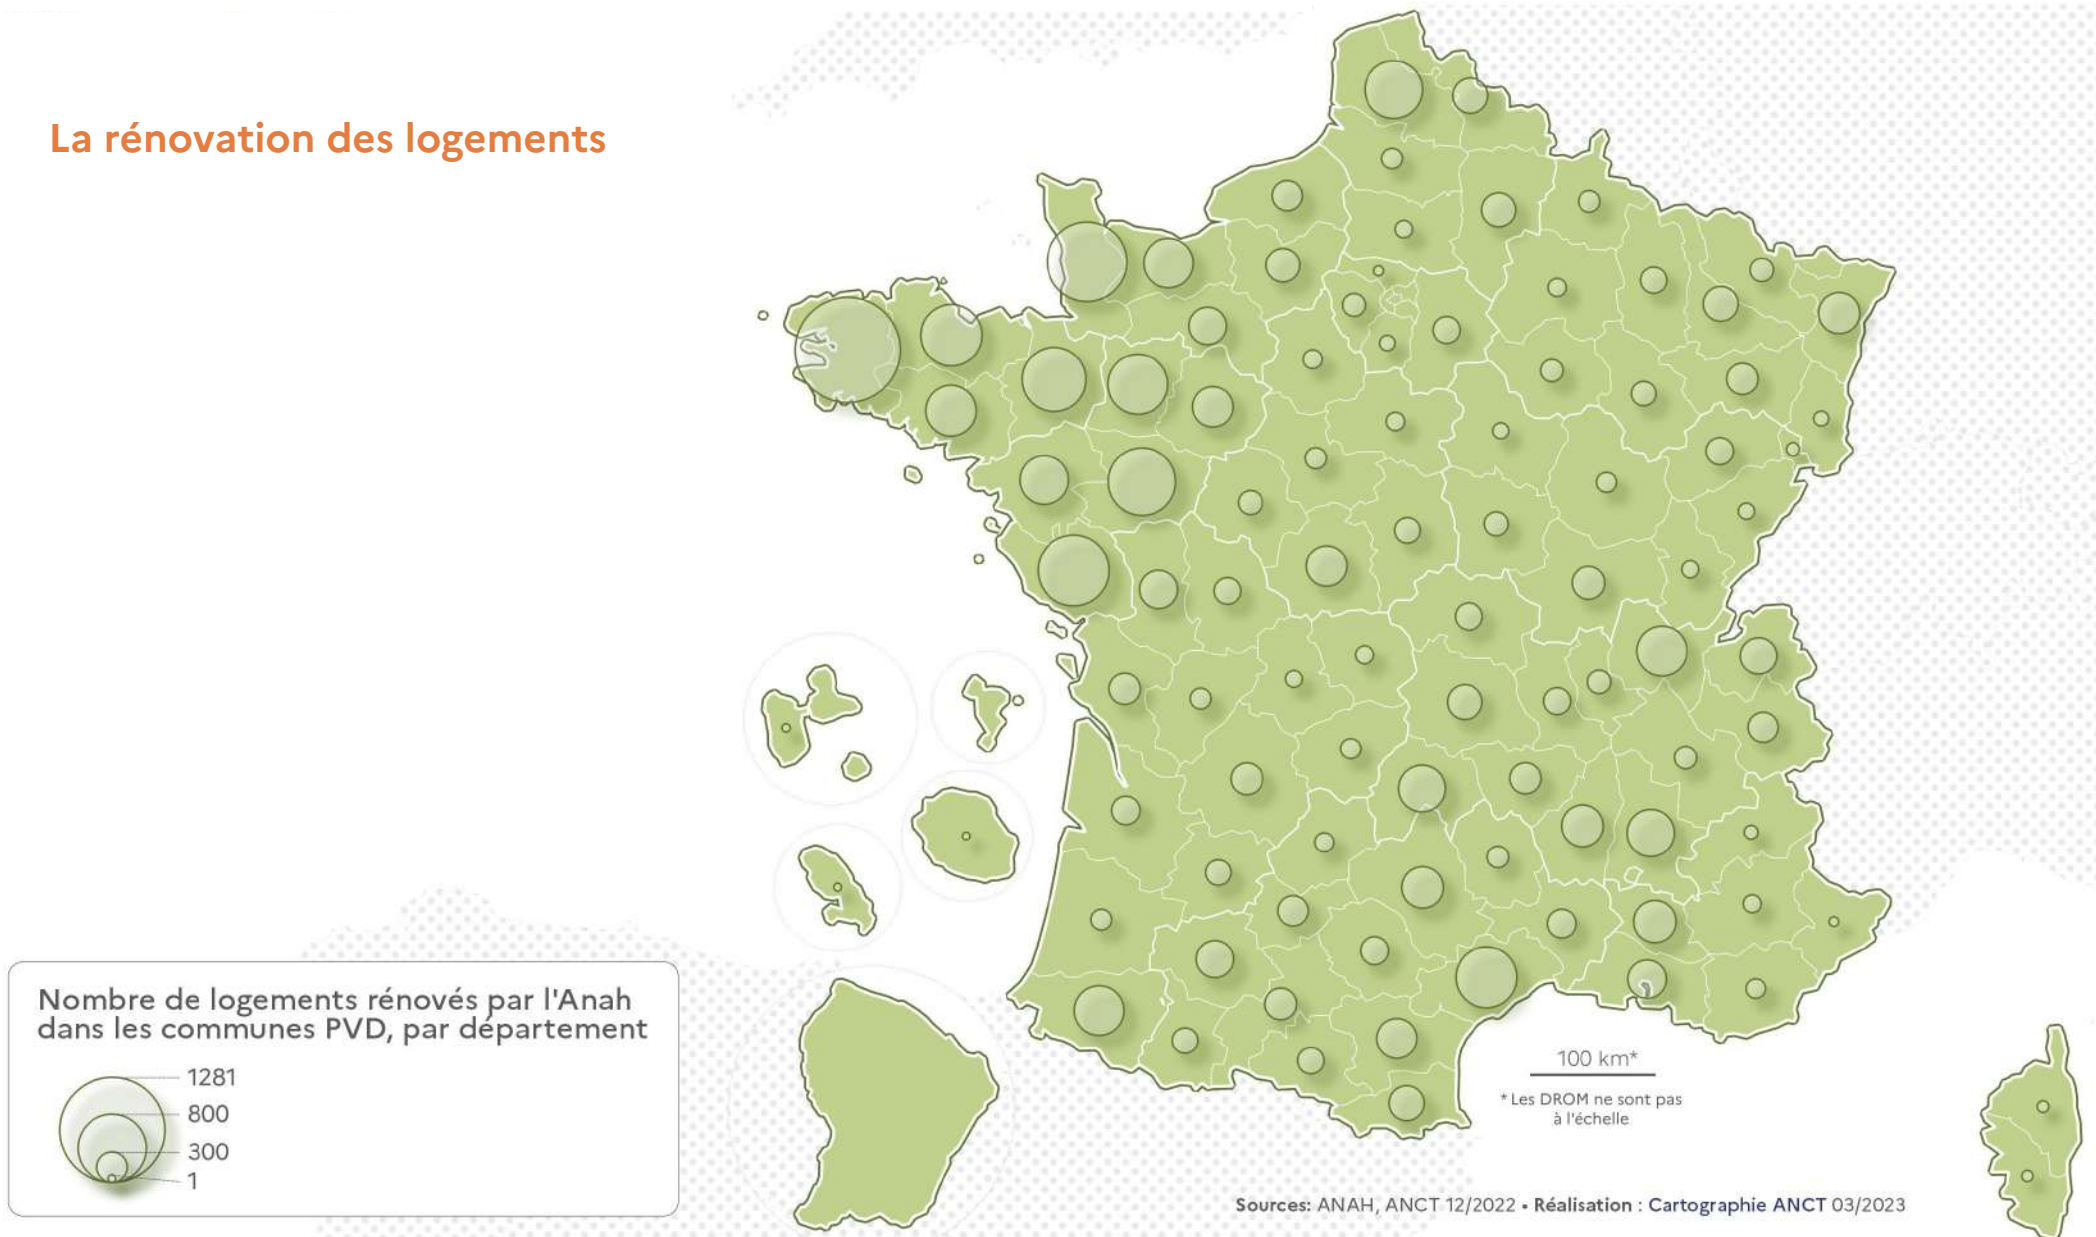 La rénovation des logements
Nombre de logements rénovés par l'Anah
dans les communes PVD, par département
1281
800
300
1
100 km*
* Les DROM ne sont pas
à l'échelle
Sources: ANAH, ANCT 12/2022 • Réalisation : Cartographie ANCT 03/2023